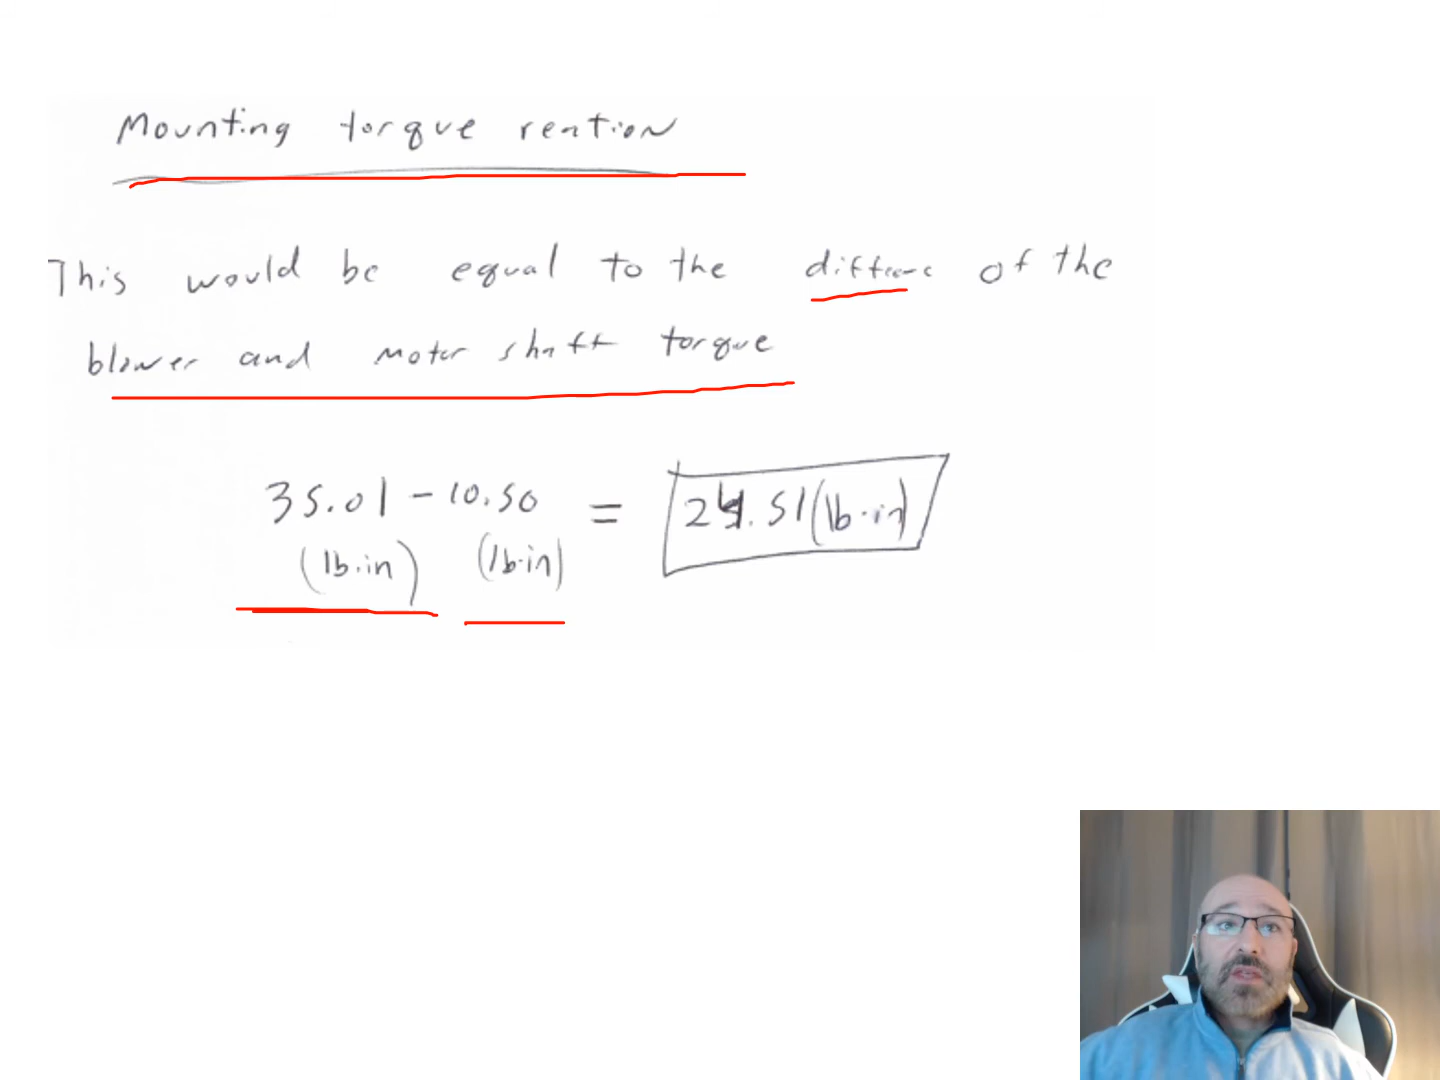 Mounting torque reation
This would be equal to the differe of the
blower and motor shaft torque
35.01 - 10.50 = 24.51 (lb·in)
(lb·in) (lb·in)